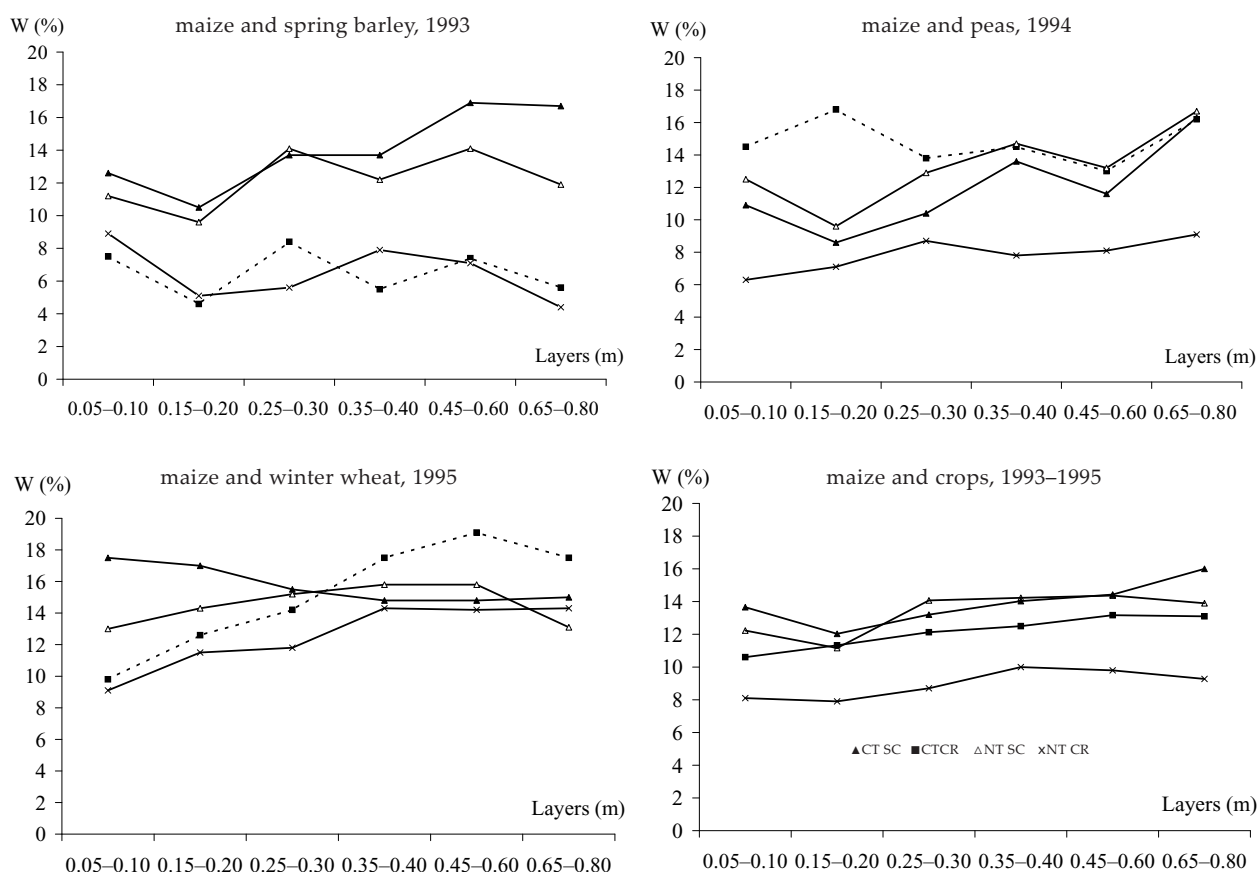 W (%)
maize and spring barley, 1993
20
18
16
14
12
10
8
6
4
2
0
Layers (m)
0.05–0.10 0.15–0.20 0.25–0.30 0.35–0.40 0.45–0.60 0.65–0.80
W (%)
maize and peas, 1994
20
18
16
14
12
10
8
6
4
2
0
Layers (m)
0.05–0.10 0.15–0.20 0.25–0.30 0.35–0.40 0.45–0.60 0.65–0.80
W (%)
maize and winter wheat, 1995
20
18
16
14
12
10
8
6
4
2
0
Layers (m)
0.05–0.10 0.15–0.20 0.25–0.30 0.35–0.40 0.45–0.60 0.65–0.80
W (%)
maize and crops, 1993–1995
20
18
16
14
12
10
8
6
4
2
0
CT SC CTCR NT SC NT CR
Layers (m)
0.05–0.10 0.15–0.20 0.25–0.30 0.35–0.40 0.45–0.60 0.65–0.80